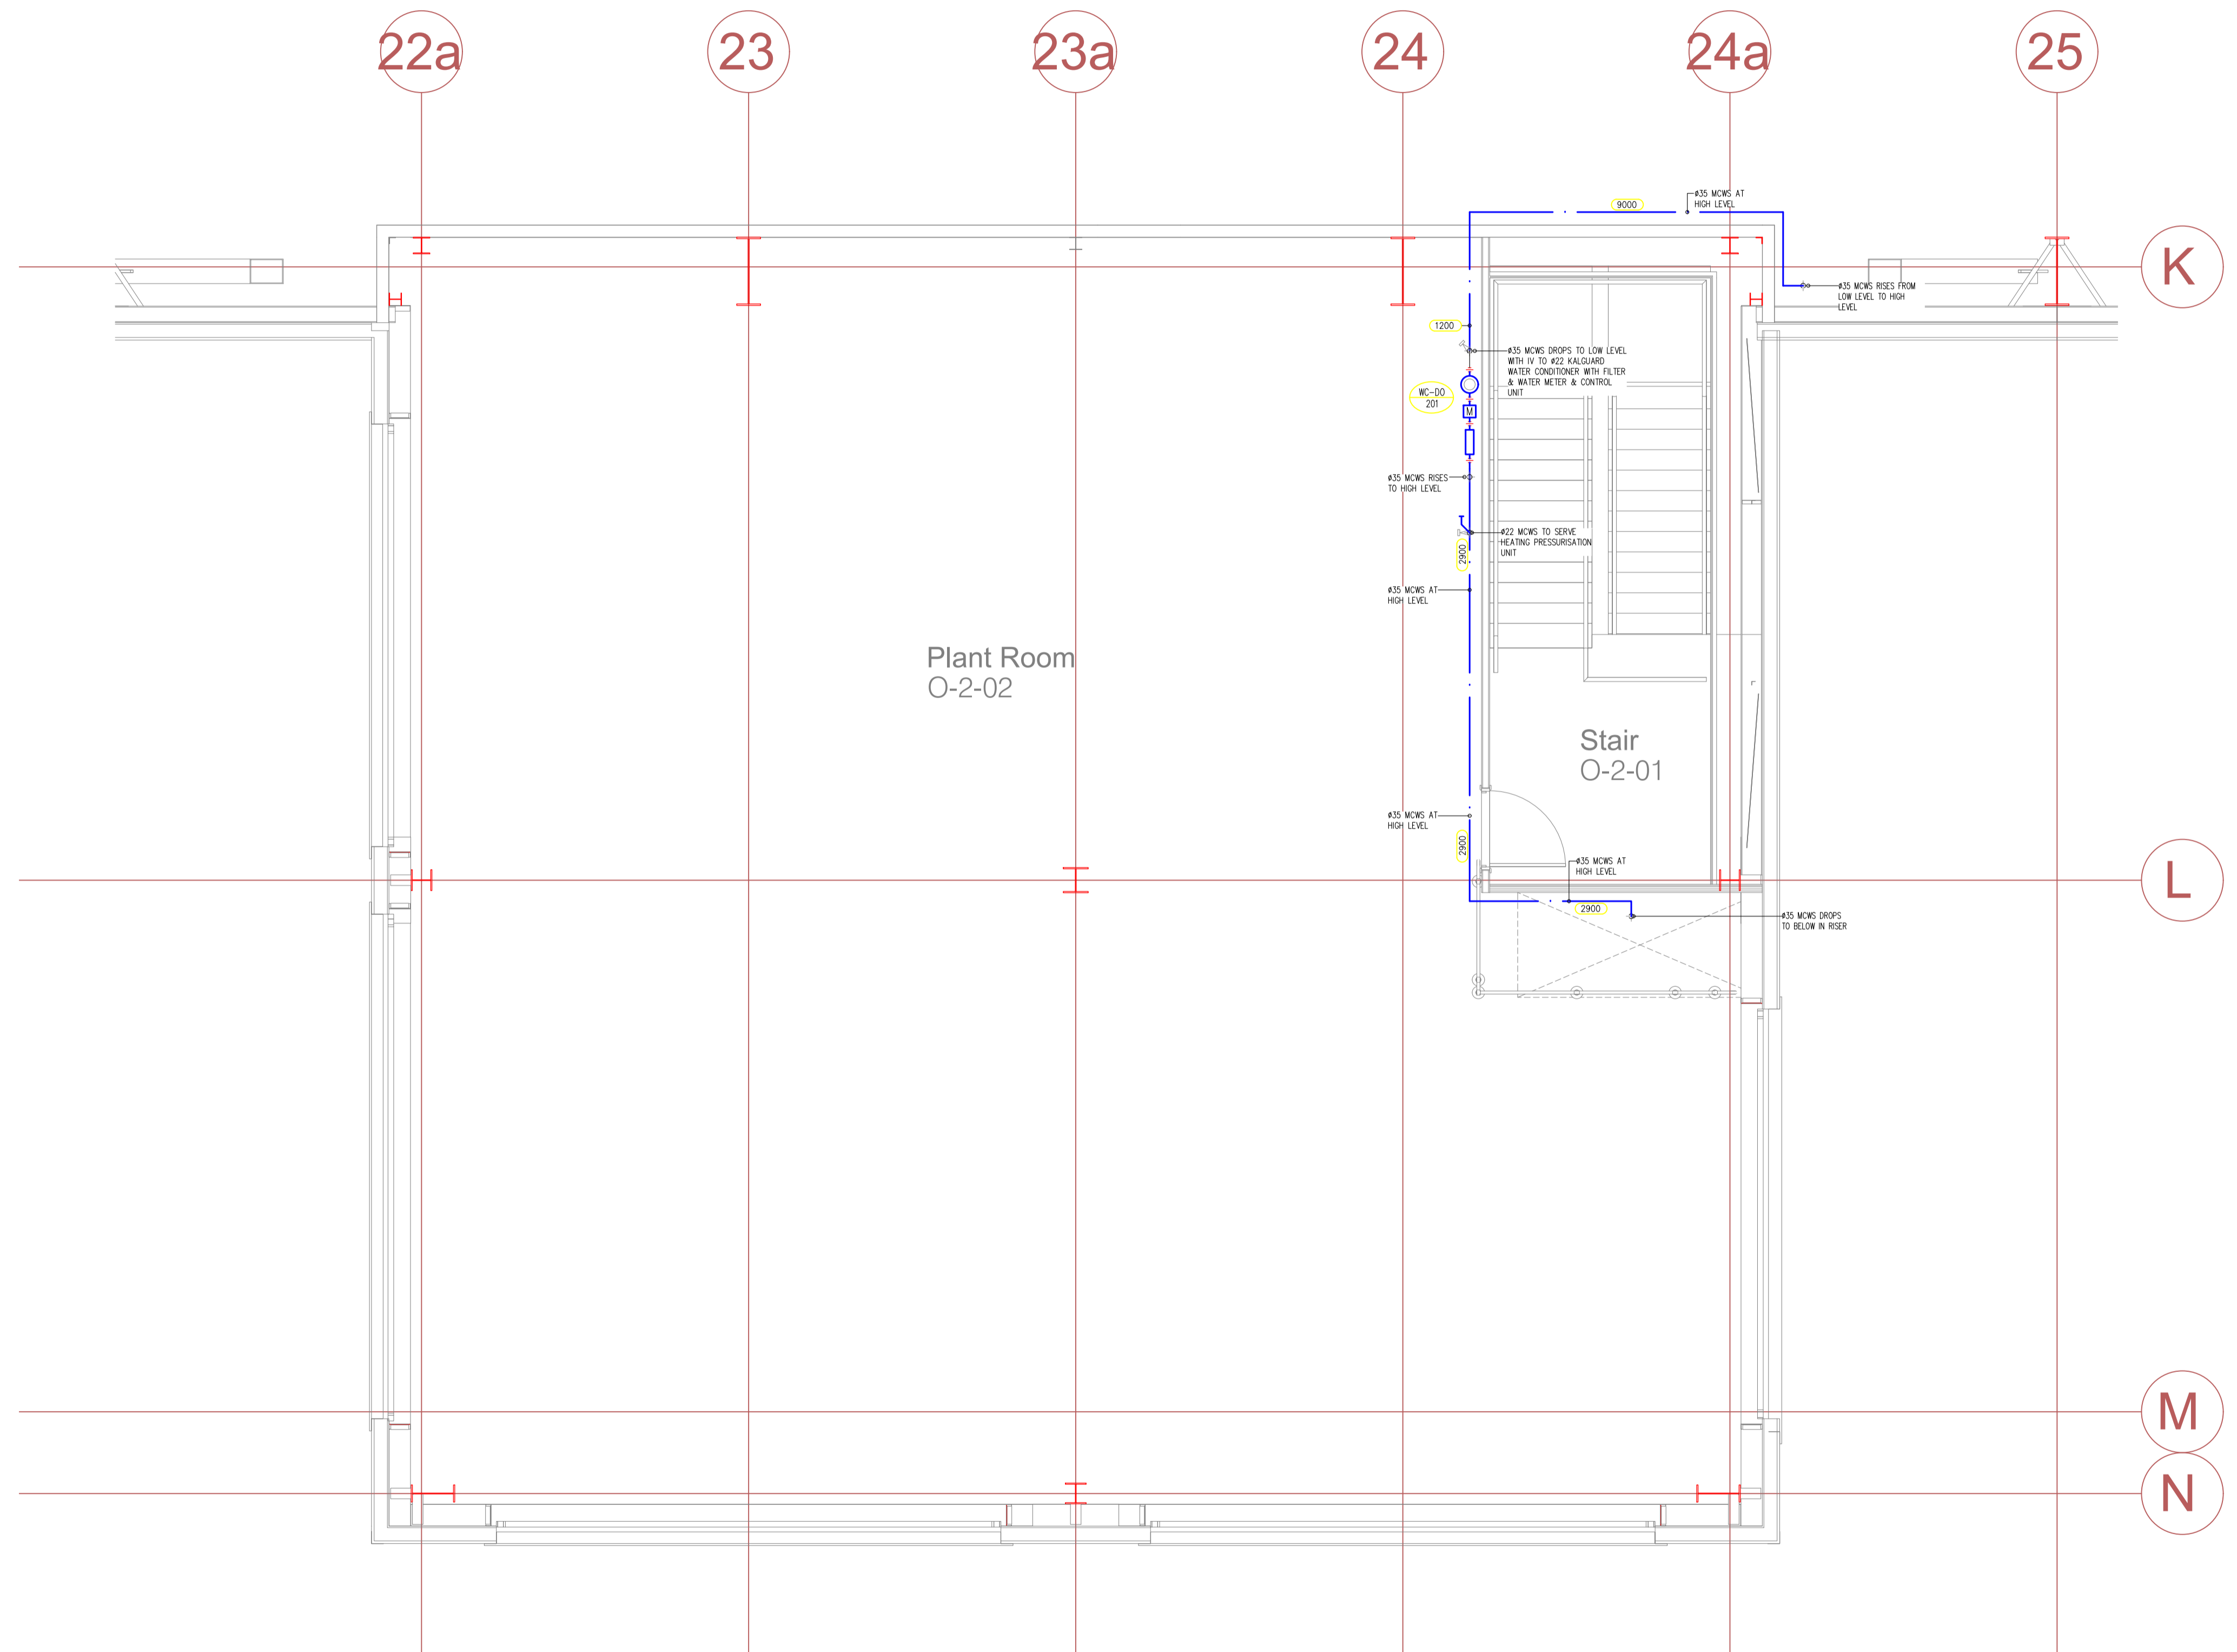 22a
23
23a
24
24a
25
ø35 MCWS AT
HIGH LEVEL
9000
K
ø35 MCWS RISES FROM
LOW LEVEL TO HIGH
LEVEL
1200
ø35 MCWS DROPS TO LOW LEVEL
WITH IV TO ø22 KALGUARD
WATER CONDITIONER WITH FILTER
& WATER METER & CONTROL
UNIT
WC-DO
201
M
ø35 MCWS RISES
TO HIGH LEVEL
ø22 MCWS TO SERVE
HEATING PRESSURISATION
UNIT
2900
ø35 MCWS AT
HIGH LEVEL
Plant Room
O-2-02
Stair
O-2-01
ø35 MCWS AT
HIGH LEVEL
2900
ø35 MCWS AT
HIGH LEVEL
L
2900
ø35 MCWS DROPS
TO BELOW IN RISER
M
N